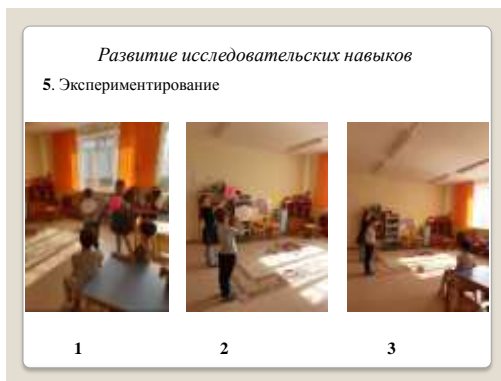 Развитие исследовательских навыков
5. Экспериментирование
1 2 3